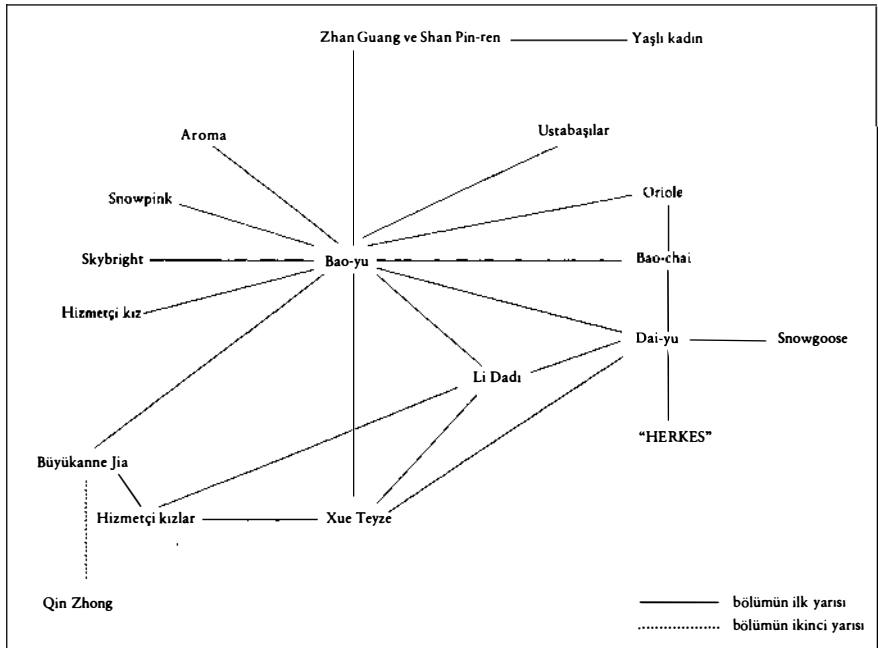 Zhan Guang ve Shan Pin-ren Yaşlı kadın
Aroma Ustabaşılar
Snowpink Oriole
Skybright Bao-yu Bao-chai
Hizmetçi kız
Dai-yu Snowgoose
Li Dadı
"HERKES"
Büyükanne Jia
Hizmetçi kızlar Xue Teyze
Qin Zhong
bölümün ilk yarısı
bölümün ikinci yarısı